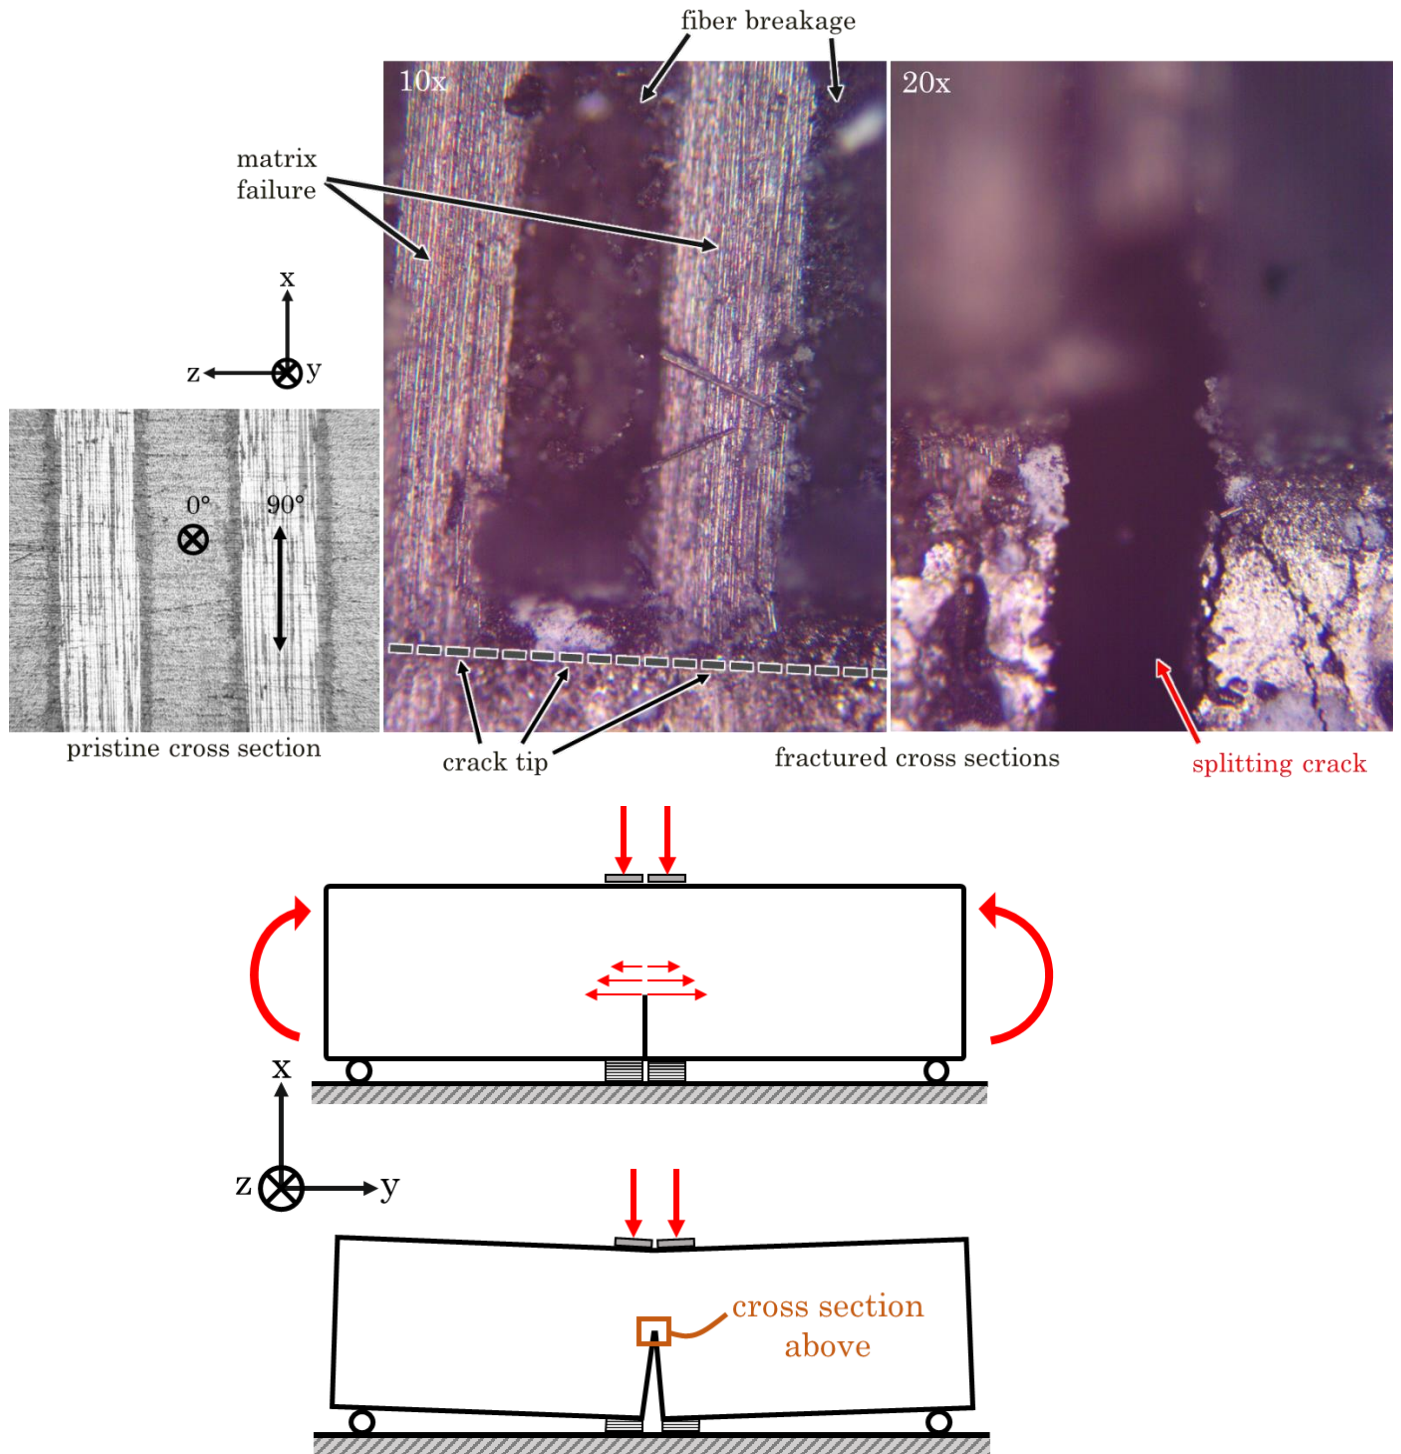 fiber breakage
10x
20x
matrix
failure
x
z
y
0°
90°
pristine cross section
crack tip
fractured cross sections
splitting crack
x
z
y
cross section
above